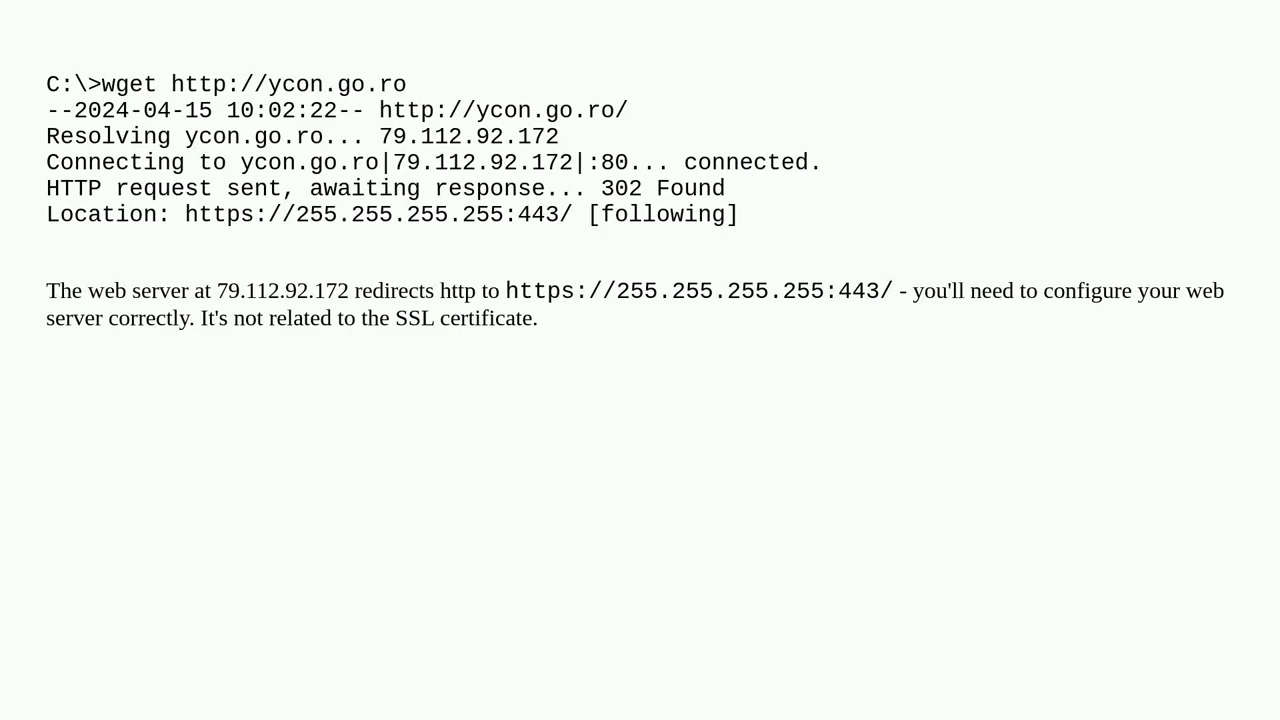 C:\>wget http://ycon.go.ro
--2024-04-15 10:02:22-- http://ycon.go.ro/
Resolving ycon.go.ro... 79.112.92.172
Connecting to ycon.go.ro|79.112.92.172|:80... connected.
HTTP request sent, awaiting response... 302 Found
Location: https://255.255.255.255:443/ [following]
The web server at 79.112.92.172 redirects http to https://255.255.255.255:443/ - you'll need to configure your web
server correctly. It's not related to the SSL certificate.